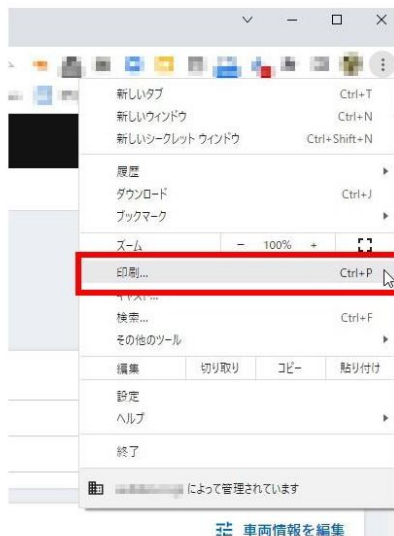 新しいタブ Ctrl+T
新しいウィンドウ Ctrl+N
新しいシークレット ウィンドウ Ctrl+Shift+N
履歴
ダウンロード Ctrl+J
ブックマーク
ズーム - 100% +
印刷... Ctrl+P
キャスト...
検索... Ctrl+F
その他のツール
編集 切り取り コピー 貼り付け
設定
ヘルプ
終了
によって管理されています
車両情報を編集